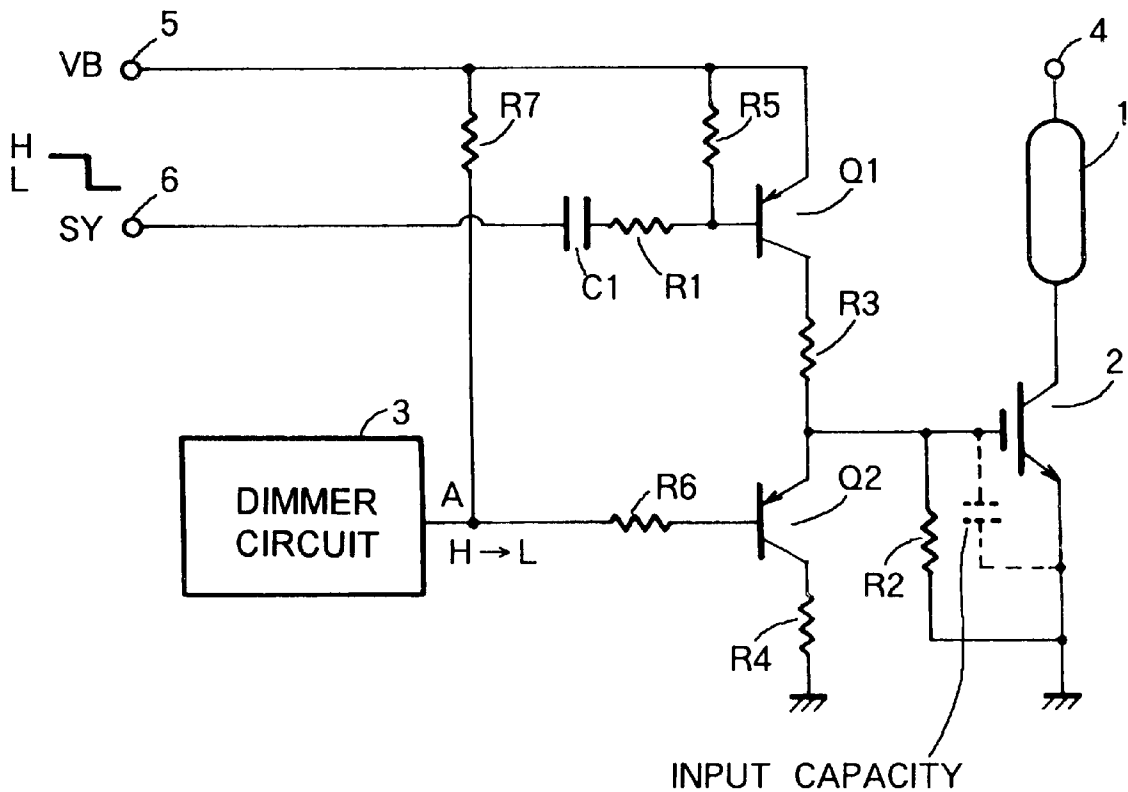 5
VB
4
R7
R5
1
H
L
6
Q1
SY
C1
R1
R3
2
3
A
R6
Q2
DIMMER
CIRCUIT
H → L
R2
R4
INPUT CAPACITY